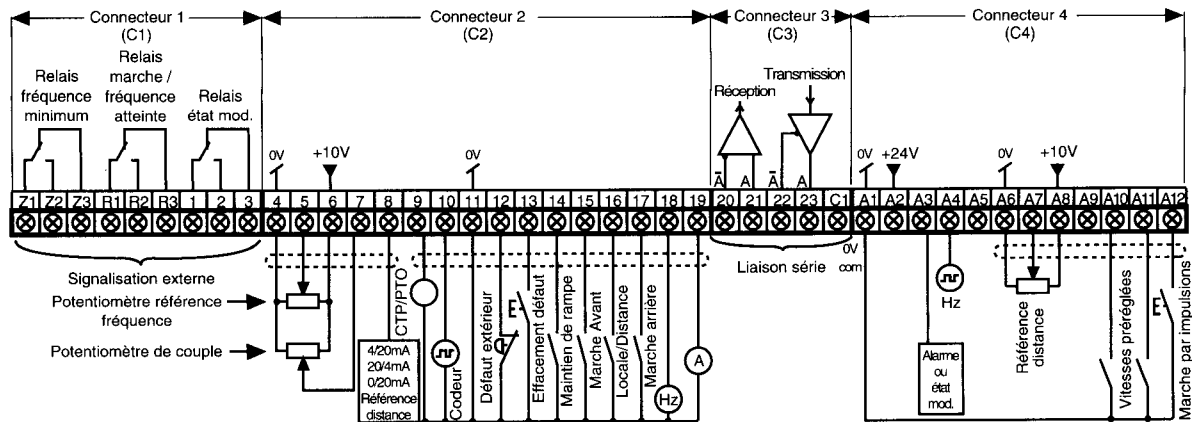 Connecteur 1
(C1)
Connecteur 2
(C2)
Connecteur 3
(C3)
Connecteur 4
(C4)
Relais
fréquence
minimum
Relais
marche /
fréquence
atteinte
Relais
état mod.
0V
+10V
0V
Réception
Transmission
Ā A Ā A
0V
+24V
0V
+10V
Z1 Z2 Z3 R1 R2 R3 1 2 3 4 5 6 7 8 9 10 11 12 13 14 15 16 17 18 19 20 21 22 23 C1 A1 A2 A3 A4 A5 A6 A7 A8 A9 A10 A11 A12
Signalisation externe
Potentiomètre référence
fréquence
Potentiomètre de couple
4/20mA
20/4mA
0/20mA
Référence
distance
CTP/PTO
Codeur
Défaut extérieur
Effacement défaut
Maintien de rampe
Marche Avant
Locale/Distance
Marche arrière
Hz
A
Liaison série
0V
com
Alarme
ou
état
mod.
Hz
Référence
distance
Vitesses préréglées
Marche par impulsions